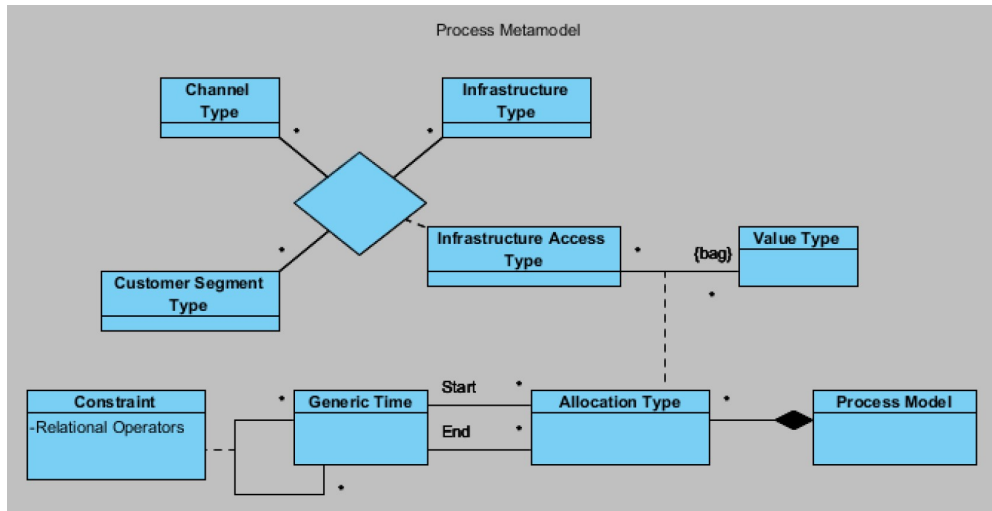 Process Metamodel
Channel
Type
Infrastructure
Type
*
*
*
Infrastructure Access
Type
*
{bag}
*
Value Type
Customer Segment
Type
Constraint
-Relational Operators
*
Generic Time
*
Start
*
End
*
Allocation Type
*
Process Model